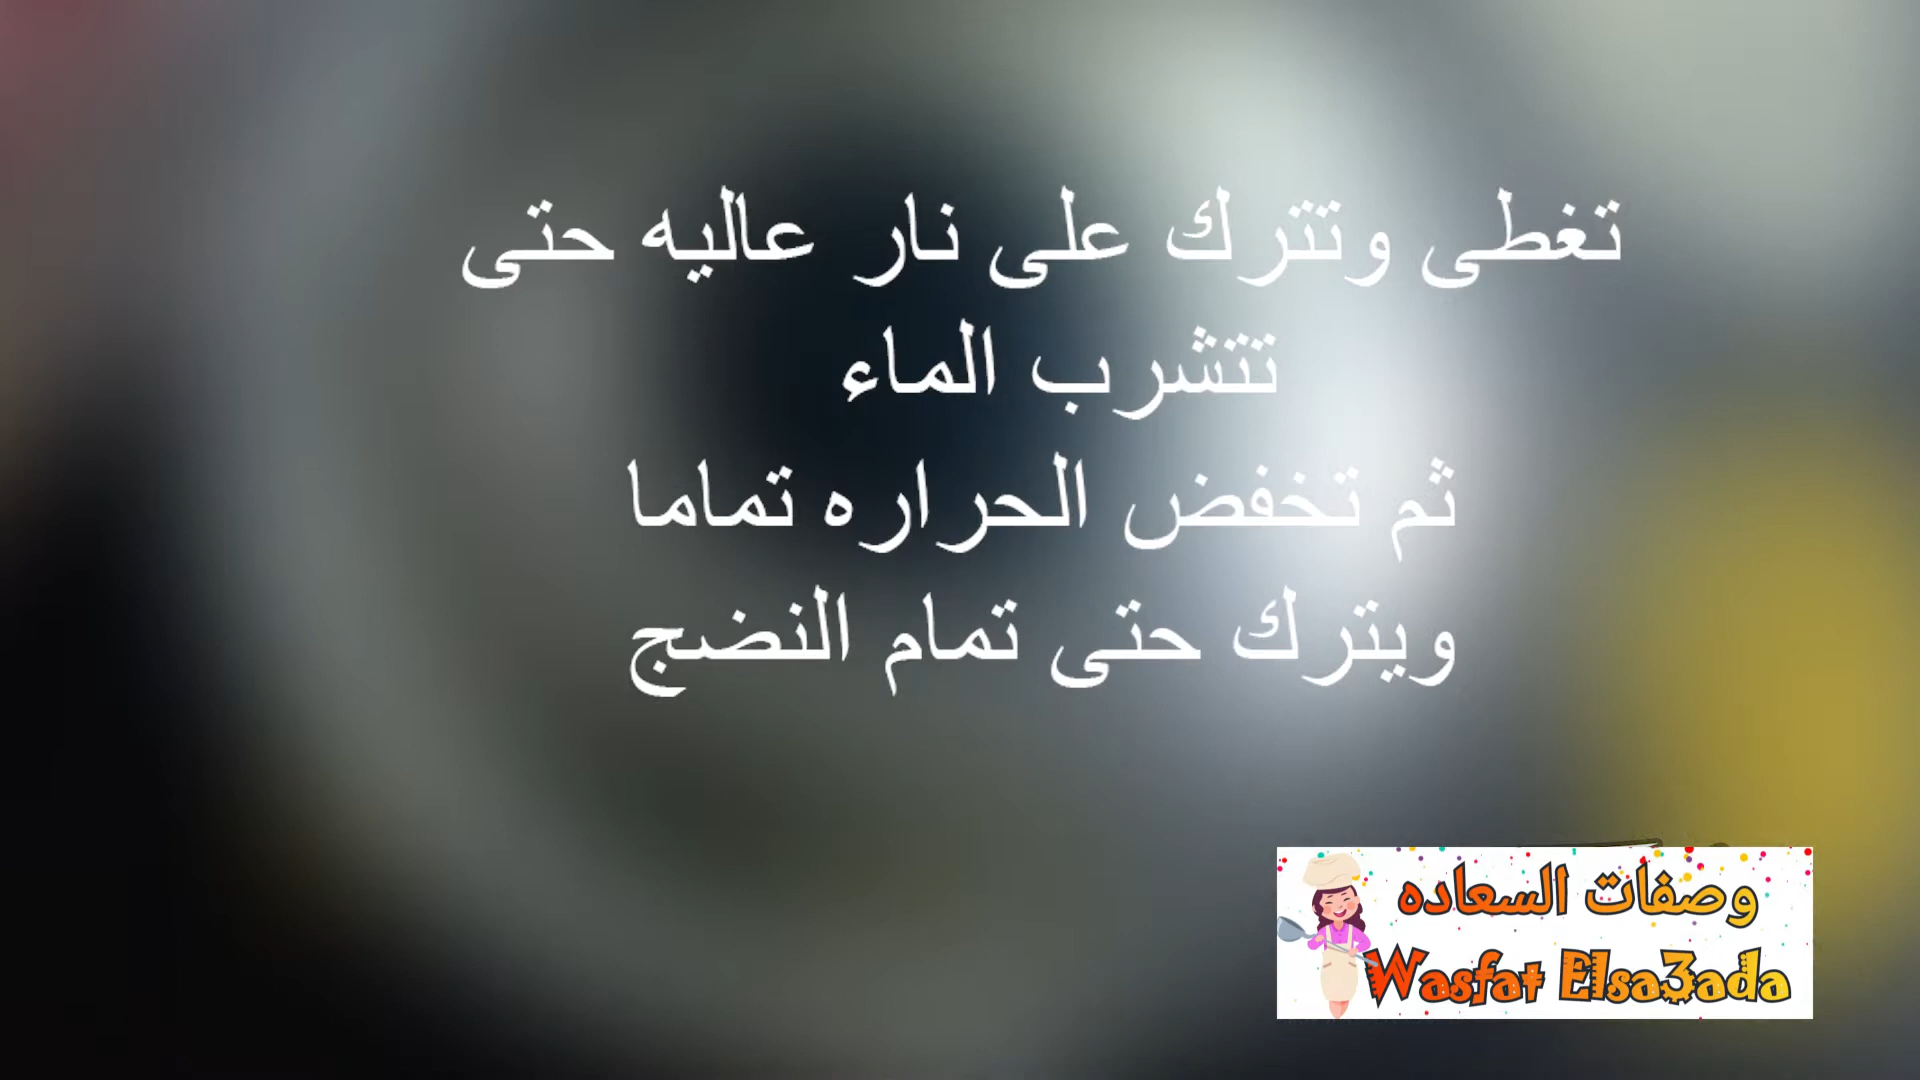 تغطى وتترك على نار عاليه حتى
تتشرب الماء
ثم تخفض الحراره تماما
ويترك حتى تمام النضج
وصفات السعاده
Wasfat Elsa3ada